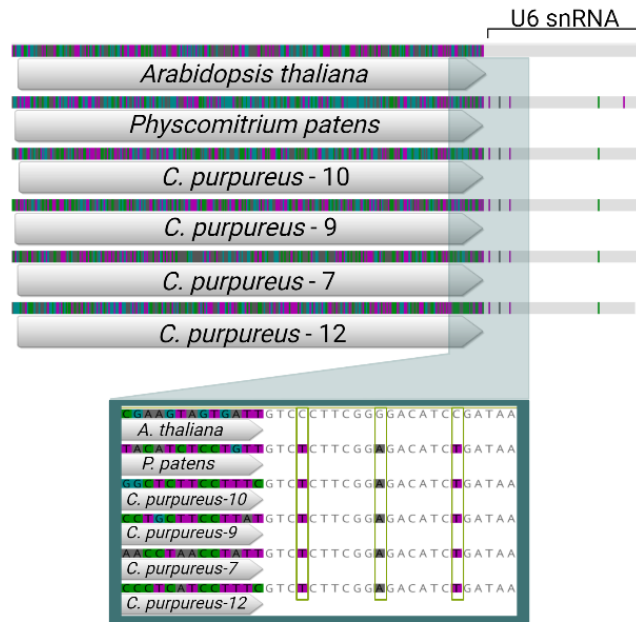 U6 snRNA
Arabidopsis thaliana
Physcomitrium patens
C. purpureus - 10
C. purpureus - 9
C. purpureus - 7
C. purpureus - 12
CGAAGTAGTGATTGTCCCTTCGGGGACATCCGATAA
A. thaliana
TACATCTCCTGTTGTCTCTTCGGAGACATCTGATAA
P. patens
GGCTCTTCCTTTCGTCTCTTCGGAGACATCTGATAA
C. purpureus-10
CCTGCTTCCTTATGTCTCTTCGGAGACATCTGATAA
C. purpureus-9
AACCTAACCTATTGTCTCTTCGGAGACATCTGATAA
C. purpureus-7
CCCTCATCCTTTCGTCTCTTCGGAGACATCTGATAA
C. purpureus-12